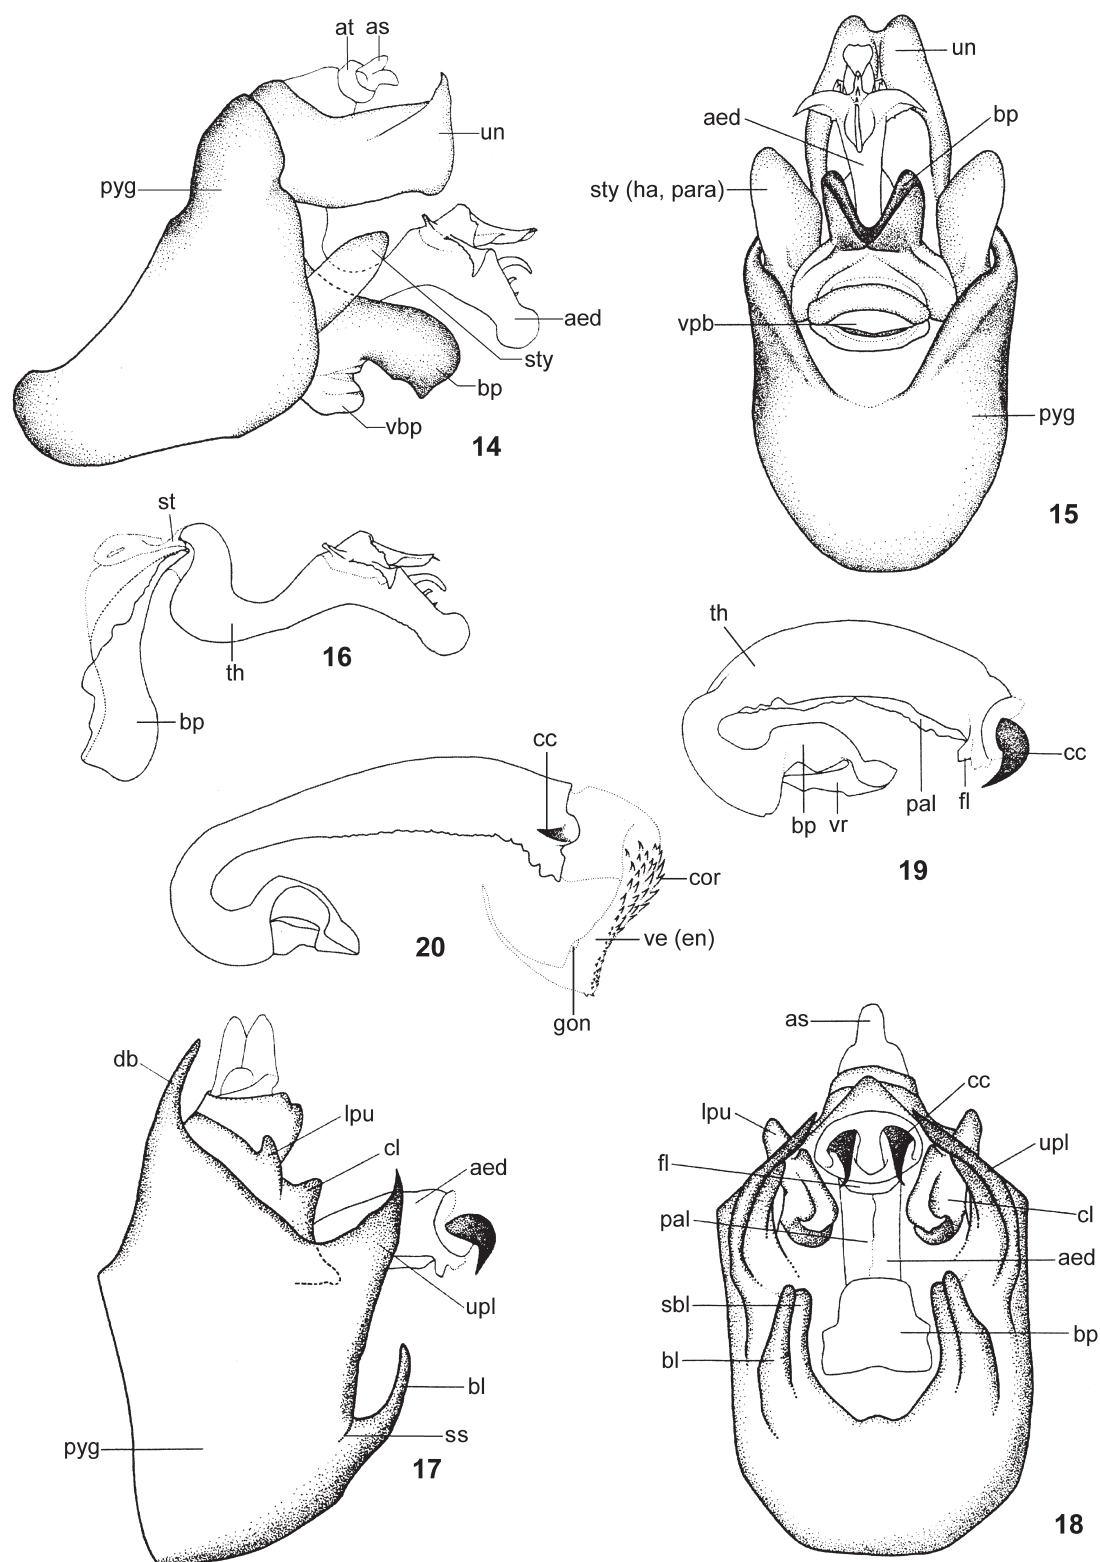 at as
un
pyg
aed
sty
bp
vbp
14
un
aed
bp
sty (ha, para)
vpb
pyg
15
st
th
bp
16
th
cc
fl
pal
vr
bp
19
cc
cor
ve (en)
gon
20
db
lpu
cl
aed
upl
bl
ss
pyg
17
as
cc
lpu
upl
fl
cl
pal
aed
sbl
bp
bl
18